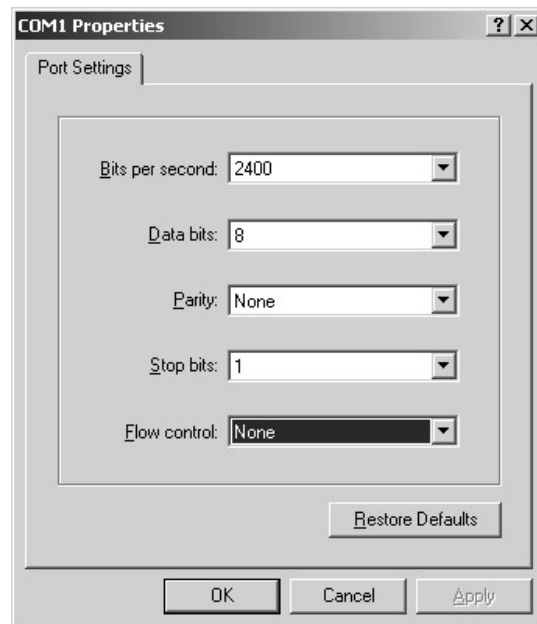 COM1 Properties
Port Settings
Bits per second: 2400
Data bits: 8
Parity: None
Stop bits: 1
Flow control: None
Restore Defaults
OK Cancel Apply